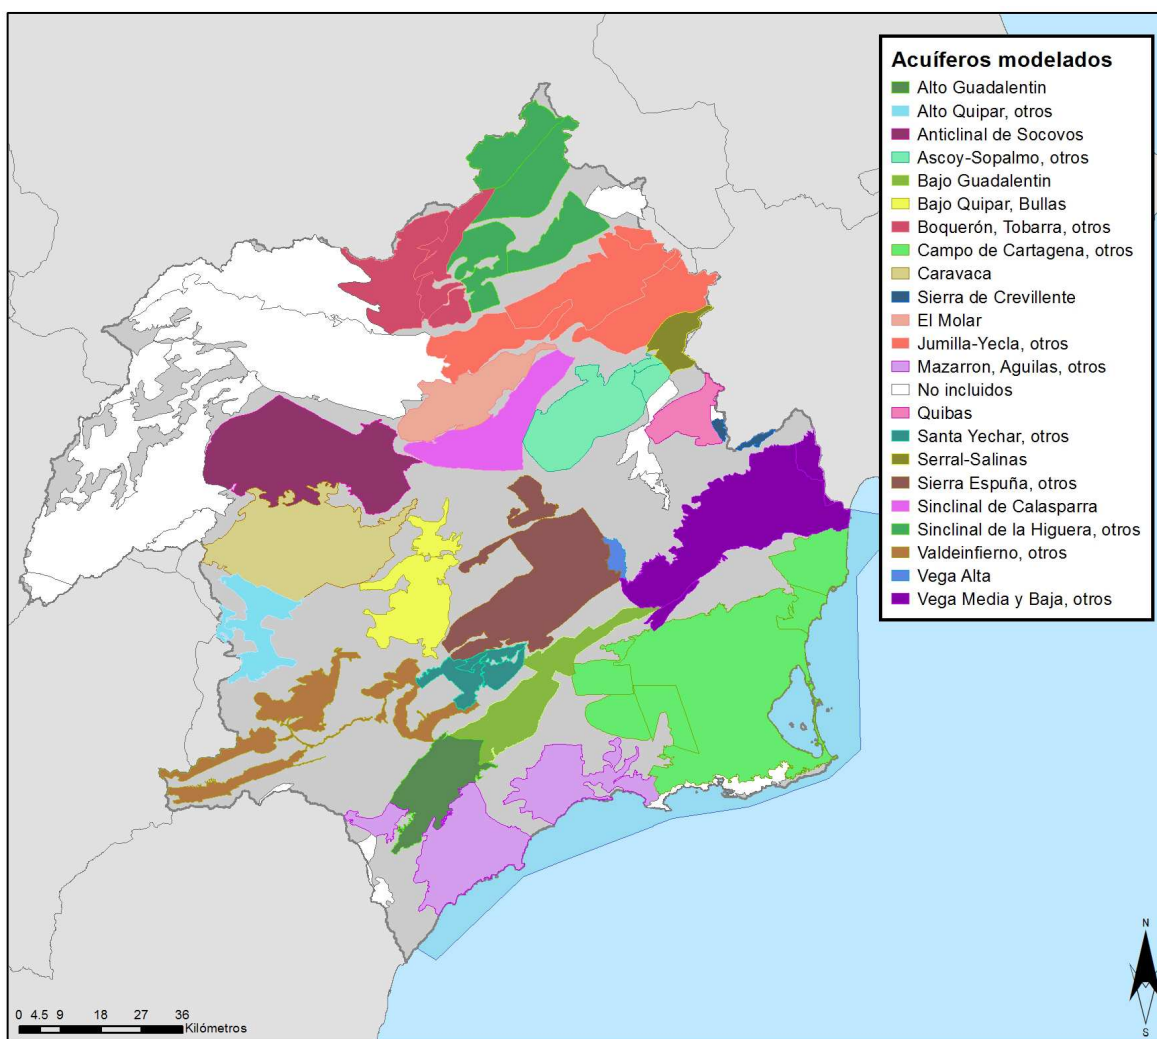 Acuíferos modelados
Alto Guadalentin
Alto Quipar, otros
Anticlinal de Socovos
Ascoy-Sopalmo, otros
Bajo Guadalentin
Bajo Quipar, Bullas
Boquerón, Tobarra, otros
Campo de Cartagena, otros
Caravaca
Sierra de Crevillente
El Molar
Jumilla-Yecla, otros
Mazarron, Aguilas, otros
No incluidos
Quibas
Santa Yechar, otros
Serral-Salinas
Sierra Espuña, otros
Sinclinal de Calasparra
Sinclinal de la Higuera, otros
Valdeinfierno, otros
Vega Alta
Vega Media y Baja, otros
N
S
0 4.5 9 18 27 36
Kilómetros